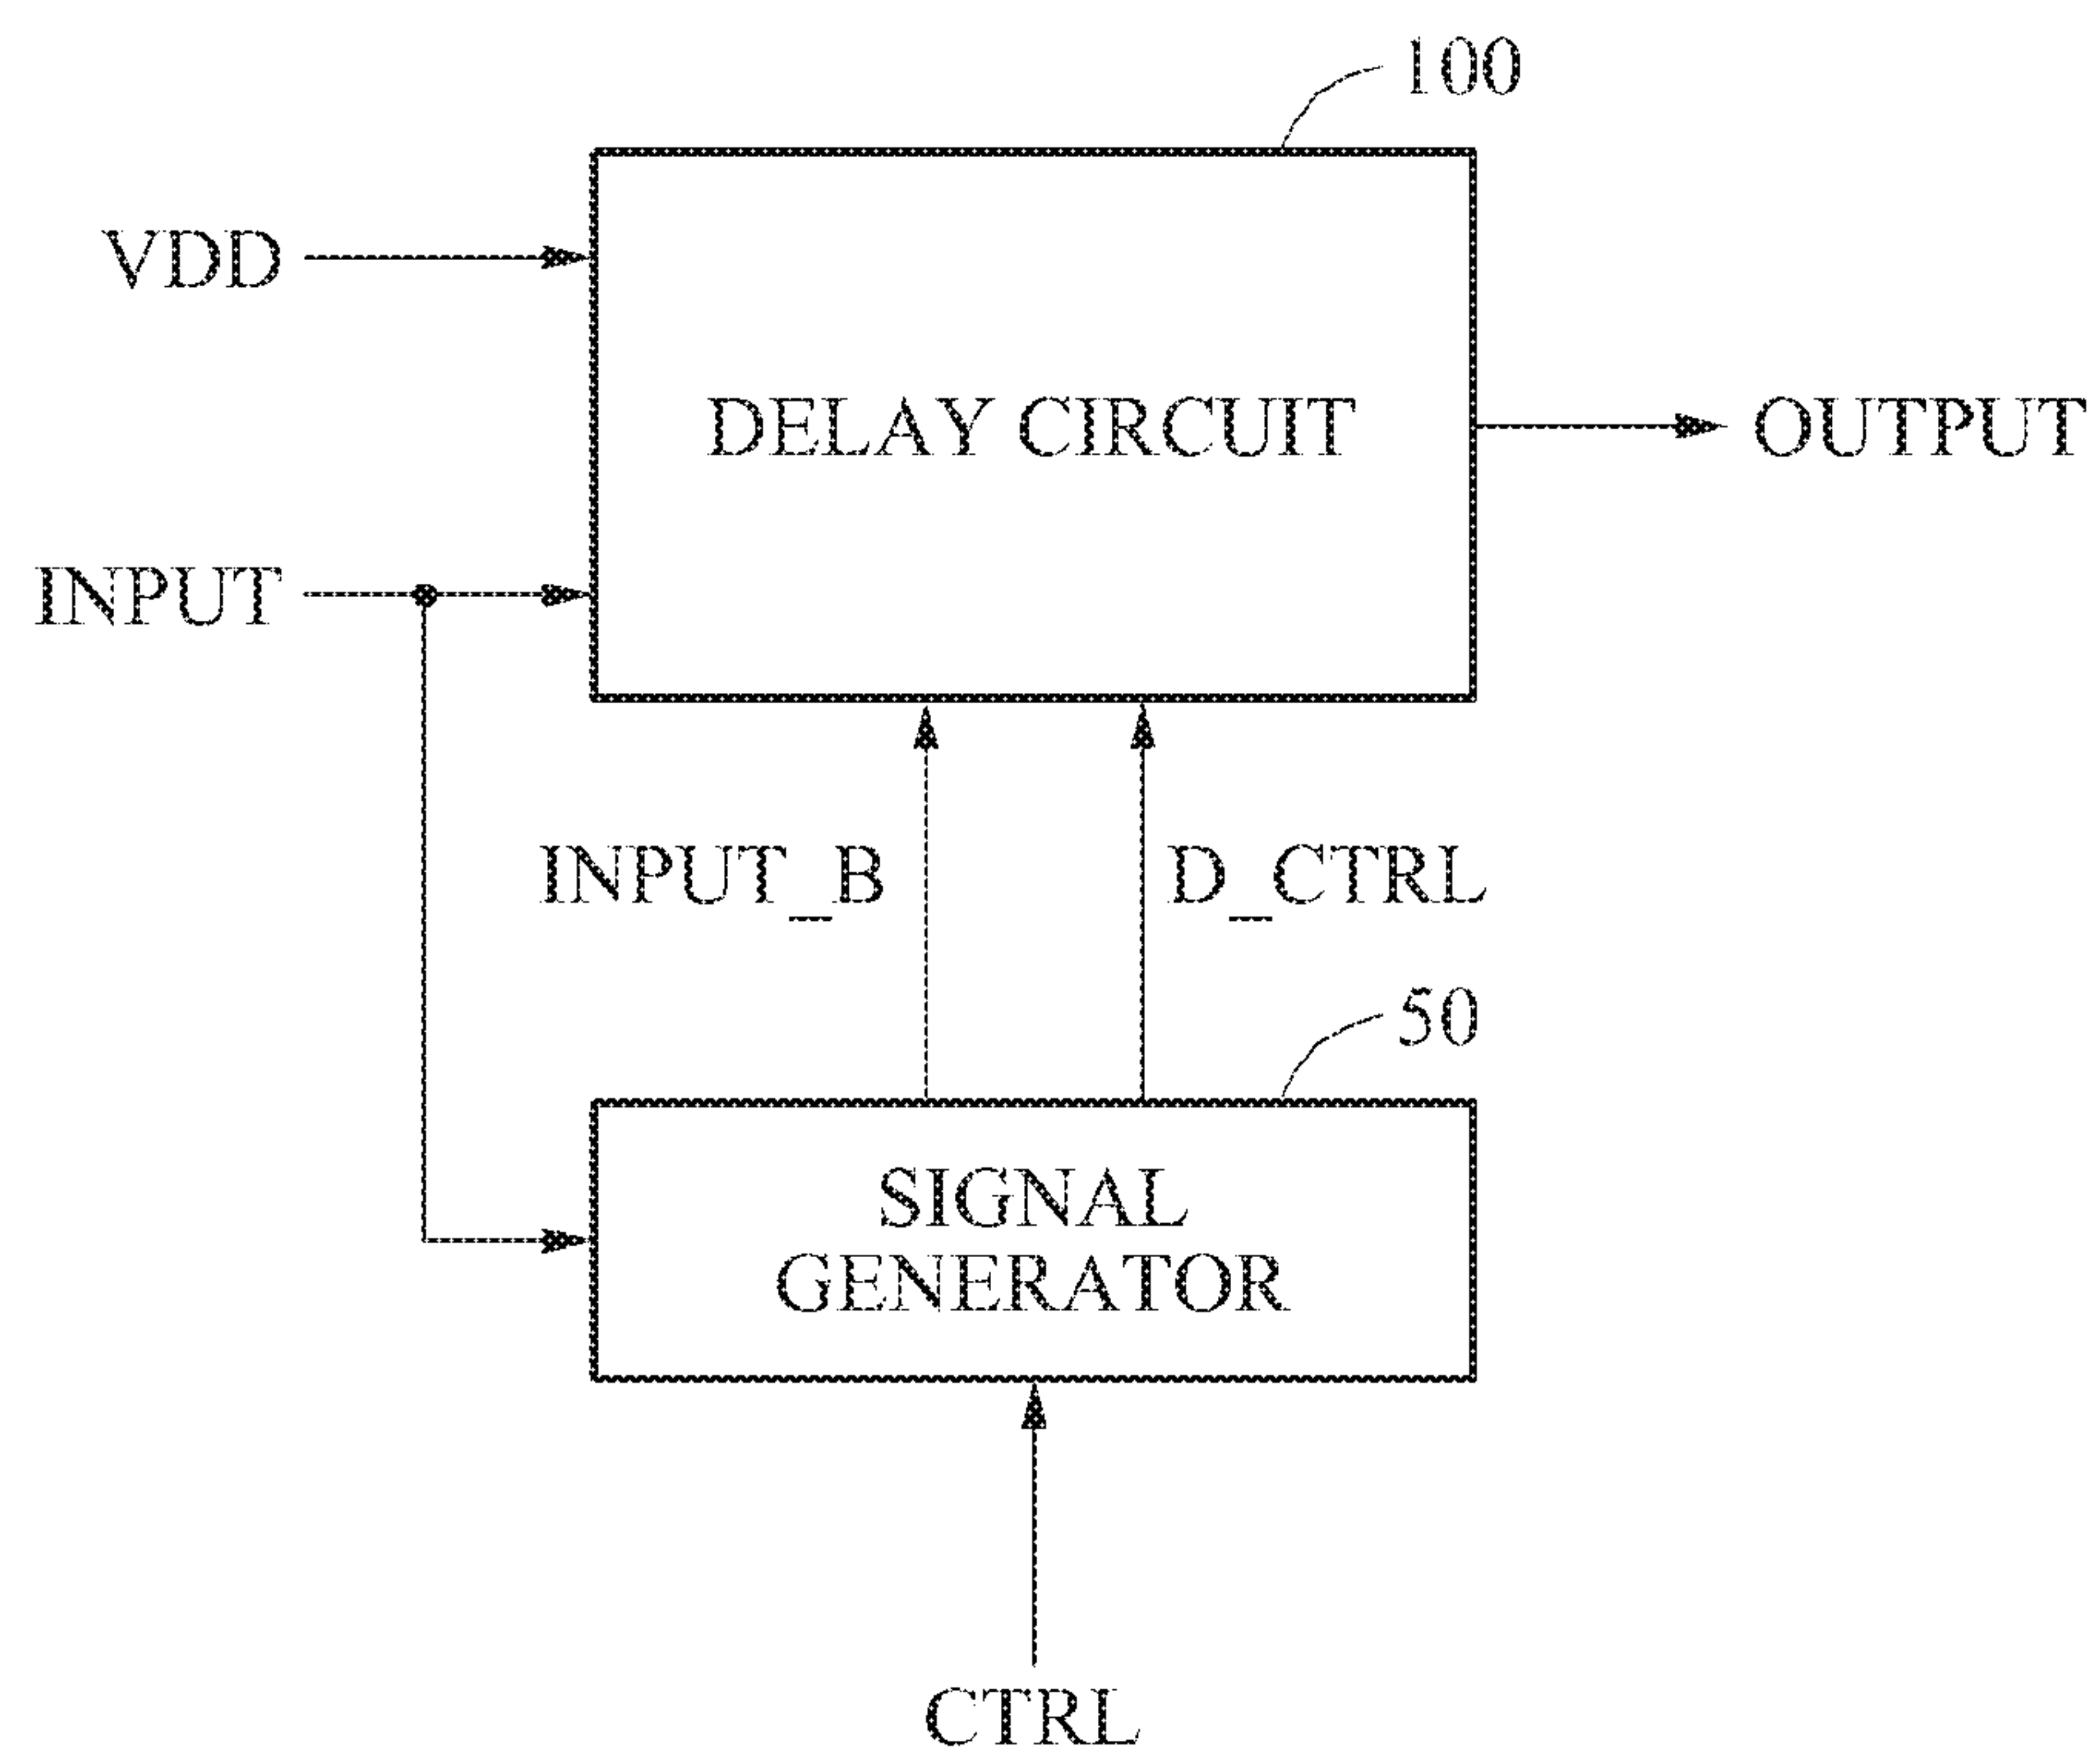 100
VDD
DELAY CIRCUIT
OUTPUT
INPUT
INPUT_B
D_CTRL
50
SIGNAL
GENERATOR
CTRL